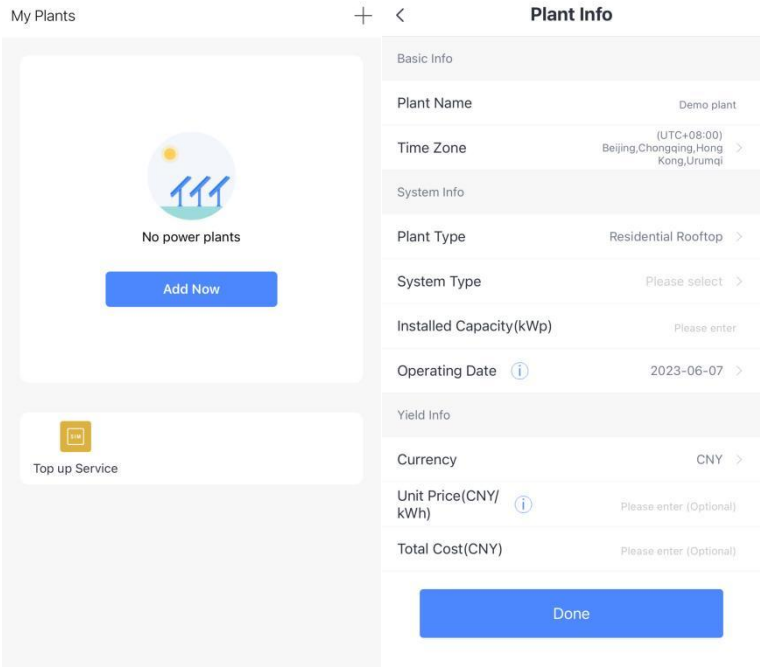 My Plants
No power plants
Add Now
SIM
Top up Service
Plant Info
Basic Info
Plant Name
Demo plant
Time Zone
(UTC+08:00)
Beijing,Chongqing,Hong
Kong,Urumqi
System Info
Plant Type
Residential Rooftop
System Type
Please select
Installed Capacity(kWp)
Please enter
Operating Date
2023-06-07
Yield Info
Currency
CNY
Unit Price(CNY/
kWh)
Please enter (Optional)
Total Cost(CNY)
Please enter (Optional)
Done